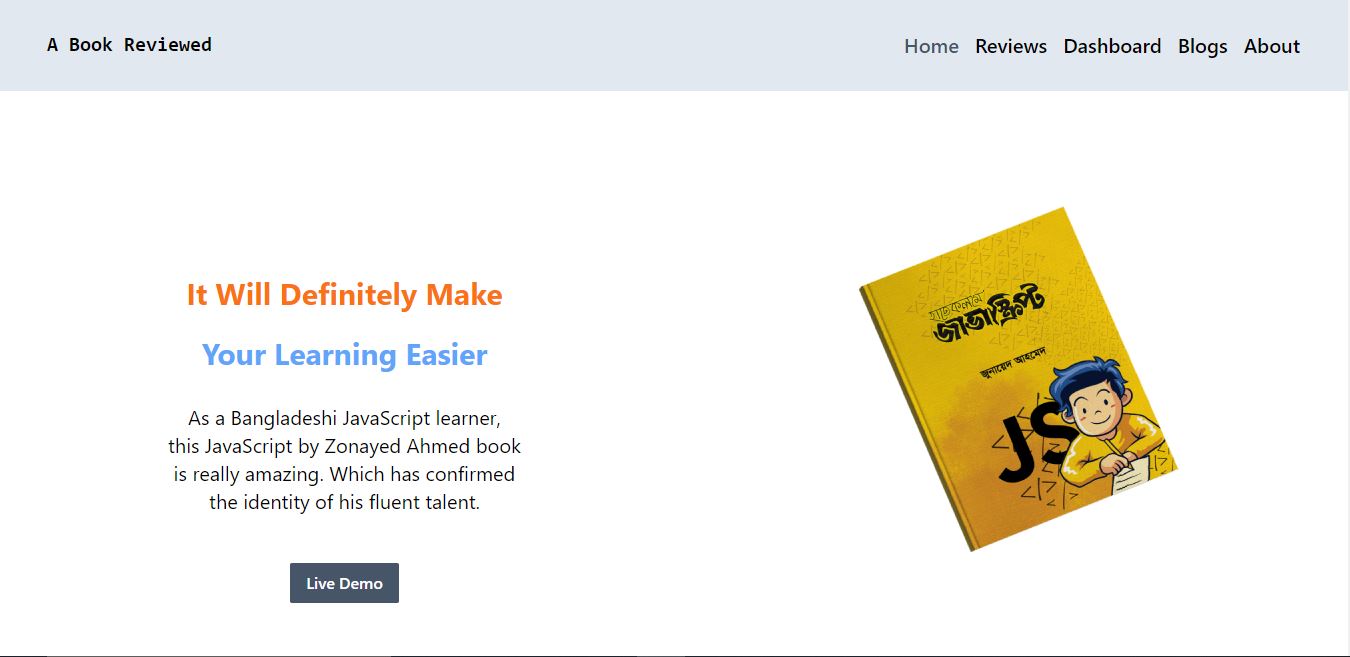 A Book Reviewed
Home Reviews Dashboard Blogs About
It Will Definitely Make
Your Learning Easier
As a Bangladeshi JavaScript learner,
this JavaScript by Zonayed Ahmed book
is really amazing. Which has confirmed
the identity of his fluent talent.
Live Demo
হাতেকলমে
জাভাস্ক্রিপ্ট
জুনায়েদ আহমেদ
JS